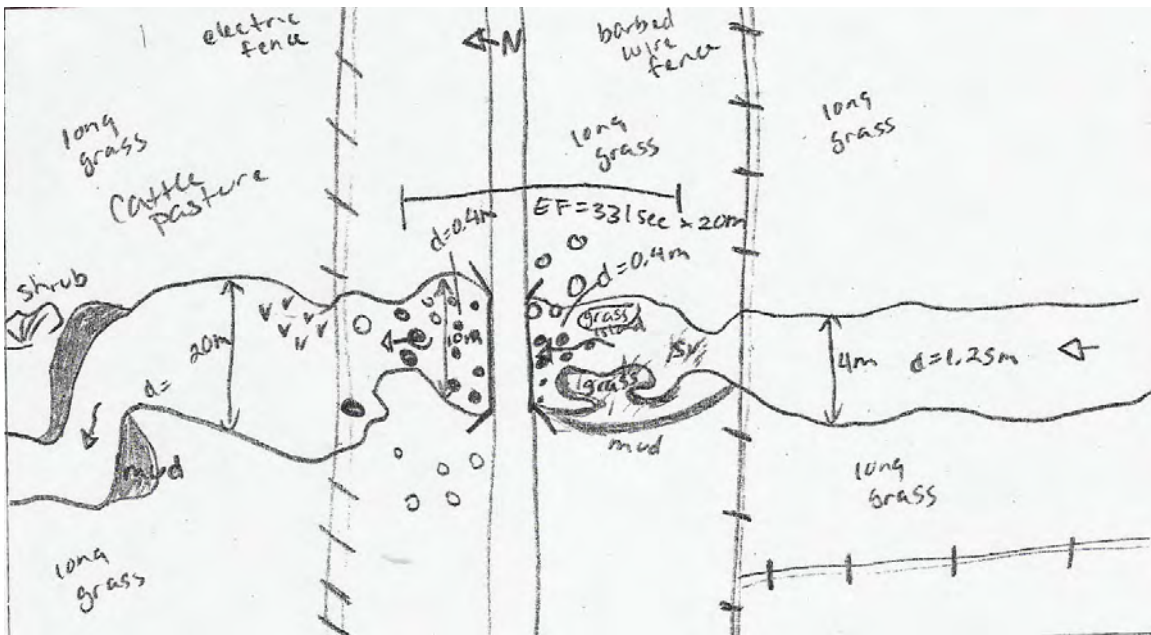 electric
fence
N
barbed
wire
fence
long
grass
Cattle
pasture
long
grass
long
grass
EF=331sec x 20m
d=0.4m
d=0.4m
shrub
20m
10m
grass
island
4m
d=1.25m
d=
grass
mud
mud
long
grass
long
grass